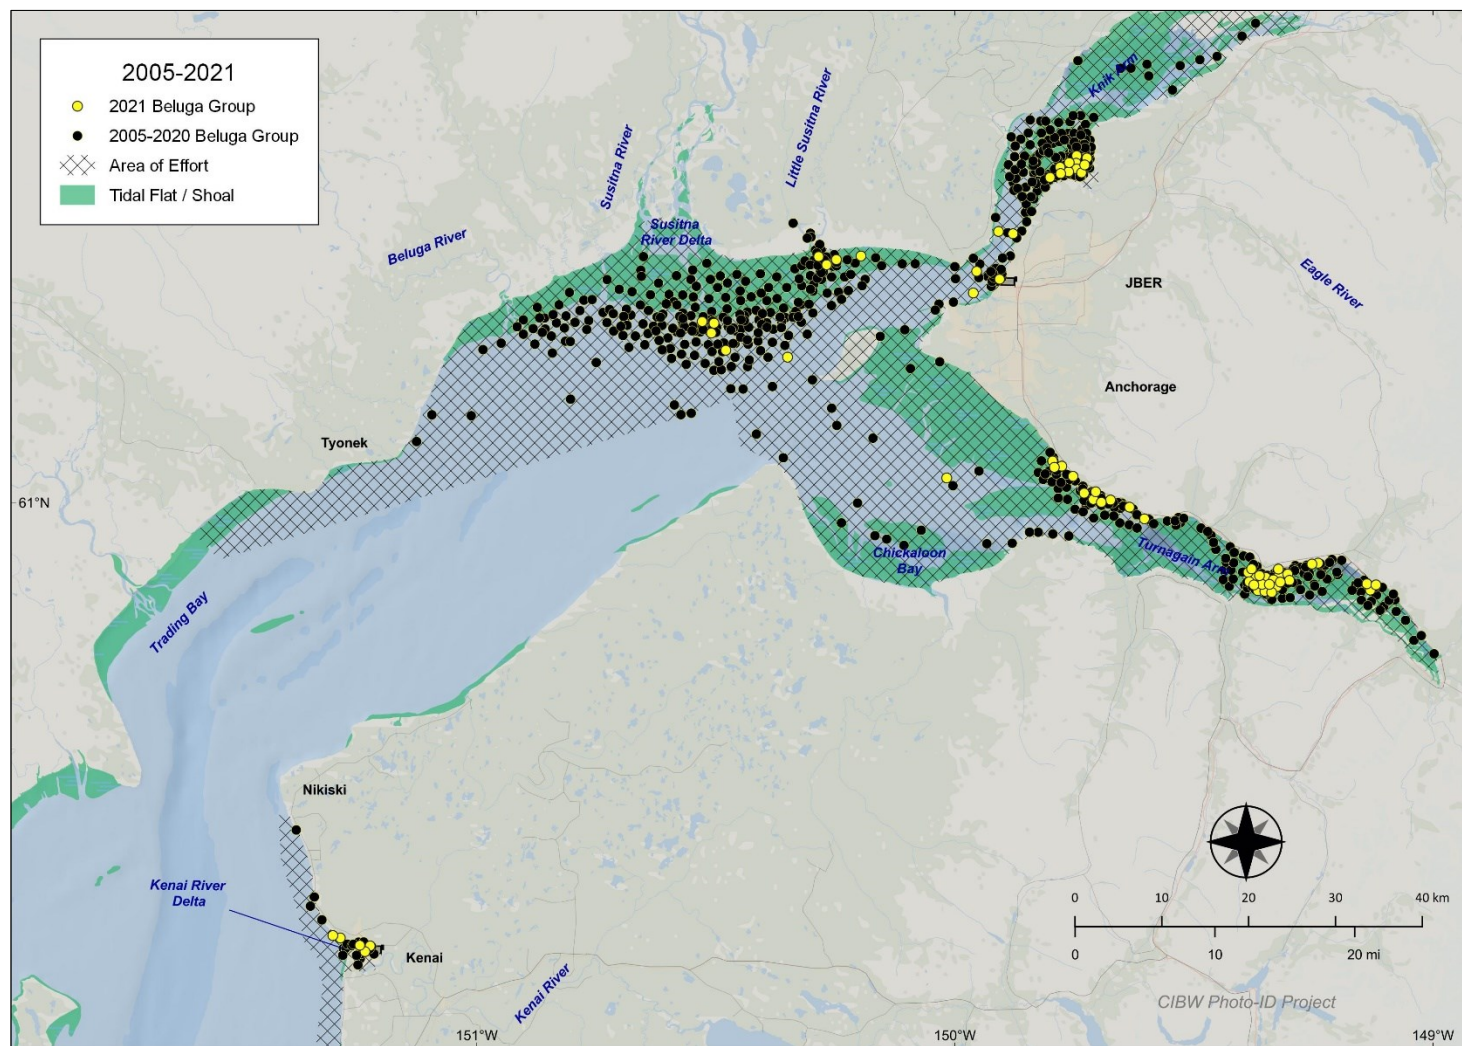 2005-2021
2021 Beluga Group
2005-2020 Beluga Group
Area of Effort
Tidal Flat / Shoal
Knik Arm
Little Susitna River
Susitna River
Susitna
River Delta
Beluga River
Eagle River
JBER
Anchorage
Tyonek
61°N
Chickaloon
Bay
Turnagain Arm
Trading Bay
Nikiski
Kenai River
Delta
Kenai
Kenai River
0 10 20 30 40 km
0 10 20 mi
CIBW Photo-ID Project
151°W 150°W 149°W